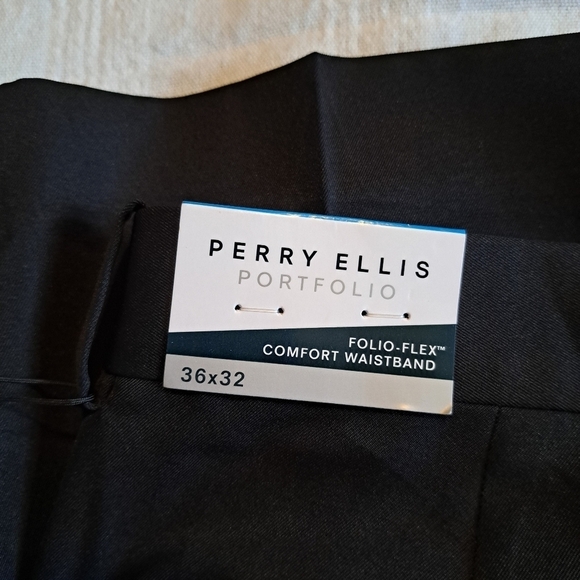 PERRY ELLIS
PORTFOLIO
FOLIO-FLEX™
COMFORT WAISTBAND
36x32